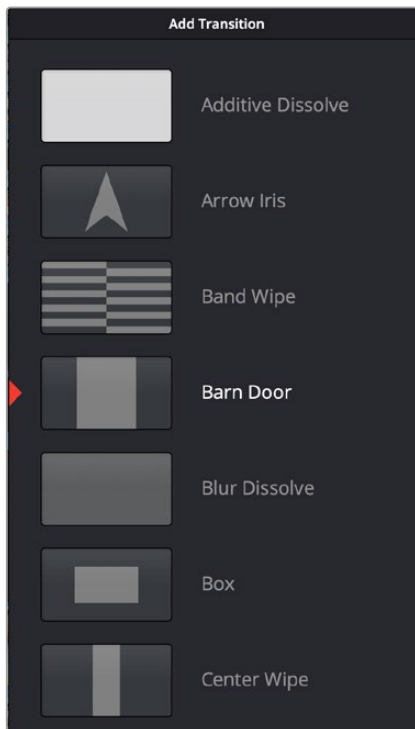 Add Transition
Additive Dissolve
Arrow Iris
Band Wipe
Barn Door
Blur Dissolve
Box
Center Wipe